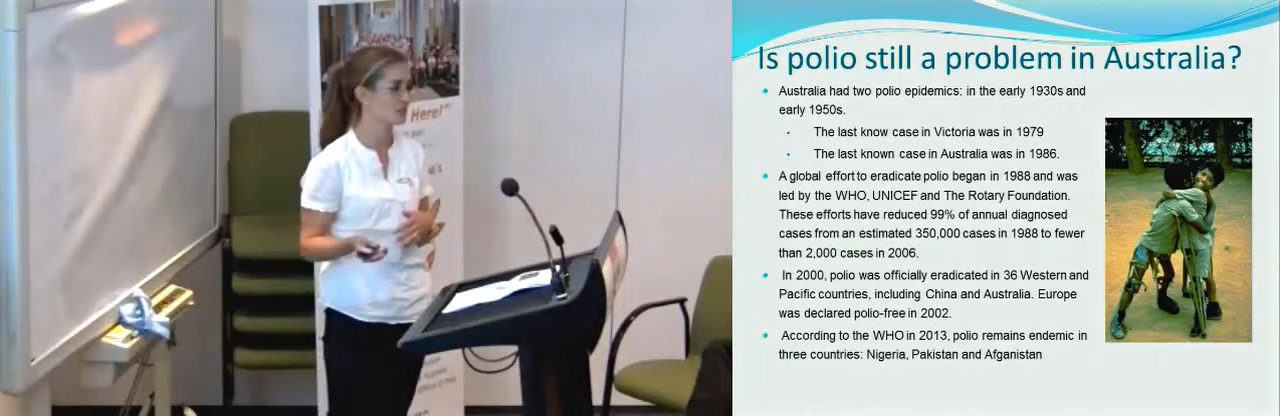 Here!
Is polio still a problem in Australia?
Australia had two polio epidemics: in the early 1930s and
early 1950s.
The last know case in Victoria was in 1979
The last known case in Australia was in 1986.
A global effort to eradicate polio began in 1988 and was
led by the WHO, UNICEF and The Rotary Foundation.
These efforts have reduced 99% of annual diagnosed
cases from an estimated 350,000 cases in 1988 to fewer
than 2,000 cases in 2006.
In 2000, polio was officially eradicated in 36 Western and
Pacific countries, including China and Australia. Europe
was declared polio-free in 2002.
According to the WHO in 2013, polio remains endemic in
three countries: Nigeria, Pakistan and Afganistan